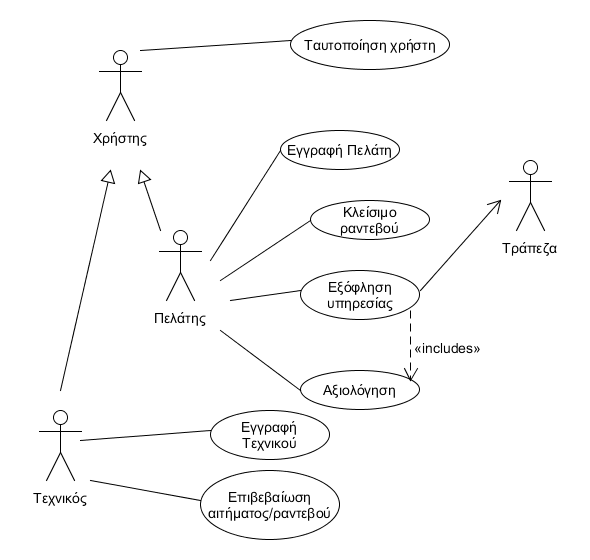 Ταυτοποίηση χρήστη
Χρήστης
Εγγραφή Πελάτη
Κλείσιμο
ραντεβού
Τράπεζα
Πελάτης
Εξόφληση
υπηρεσίας
«includes»
Αξιολόγηση
Εγγραφή
Τεχνικού
Τεχνικός
Επιβεβαίωση
αιτήματος/ραντεβού